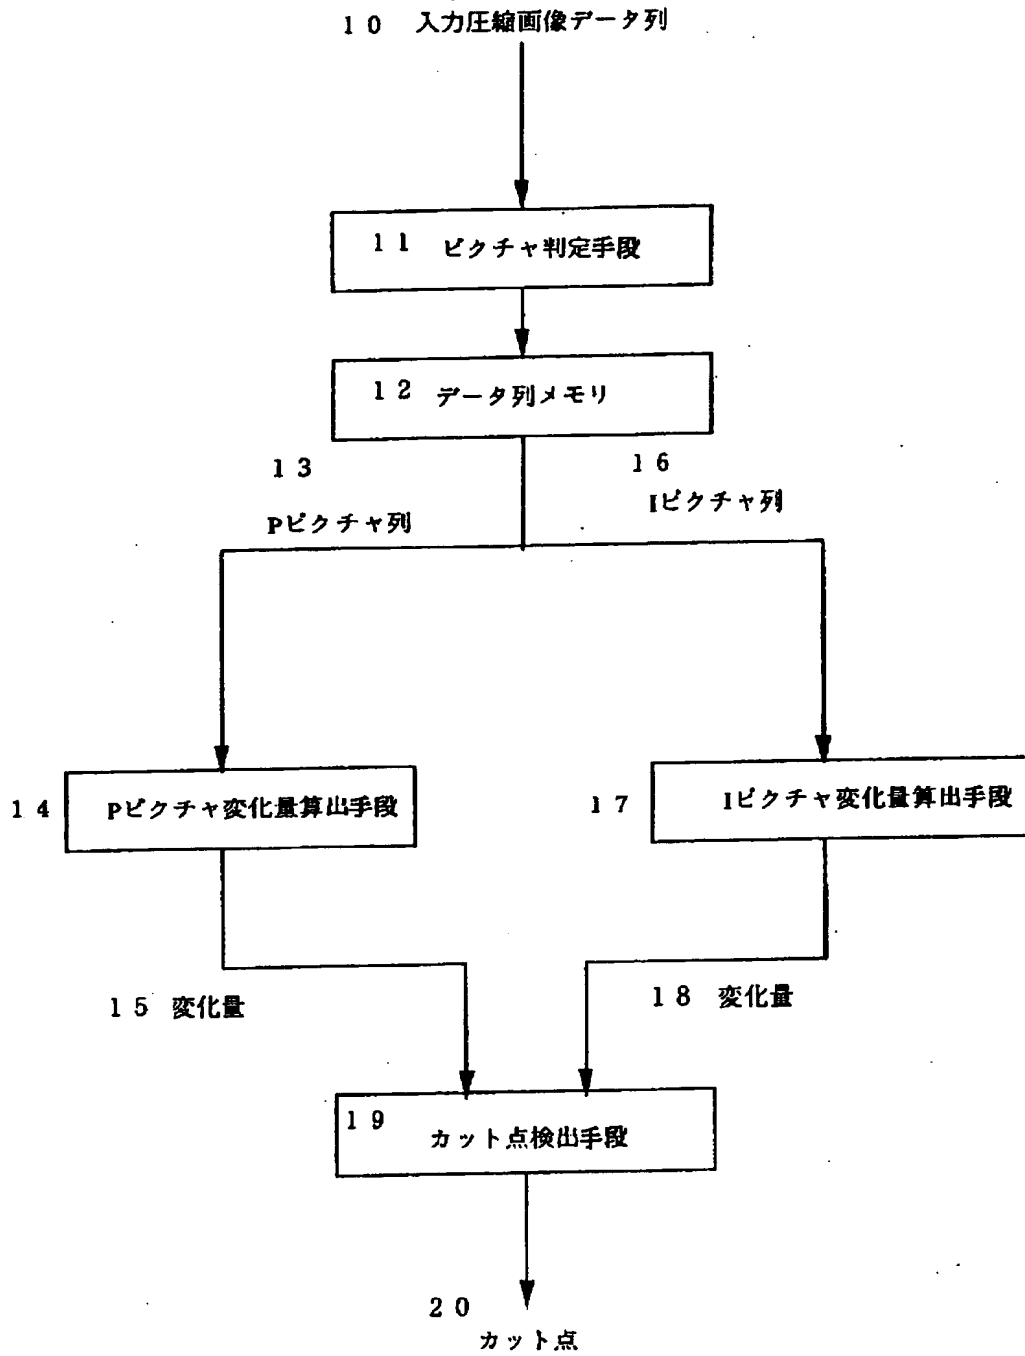 10 入力圧縮画像データ列
11 ピクチャ判定手段
12 データ列メモリ
13
16
Pピクチャ列
Iピクチャ列
14 Pピクチャ変化量算出手段
17 Iピクチャ変化量算出手段
15 変化量
18 変化量
19 カット点検出手段
20
カット点